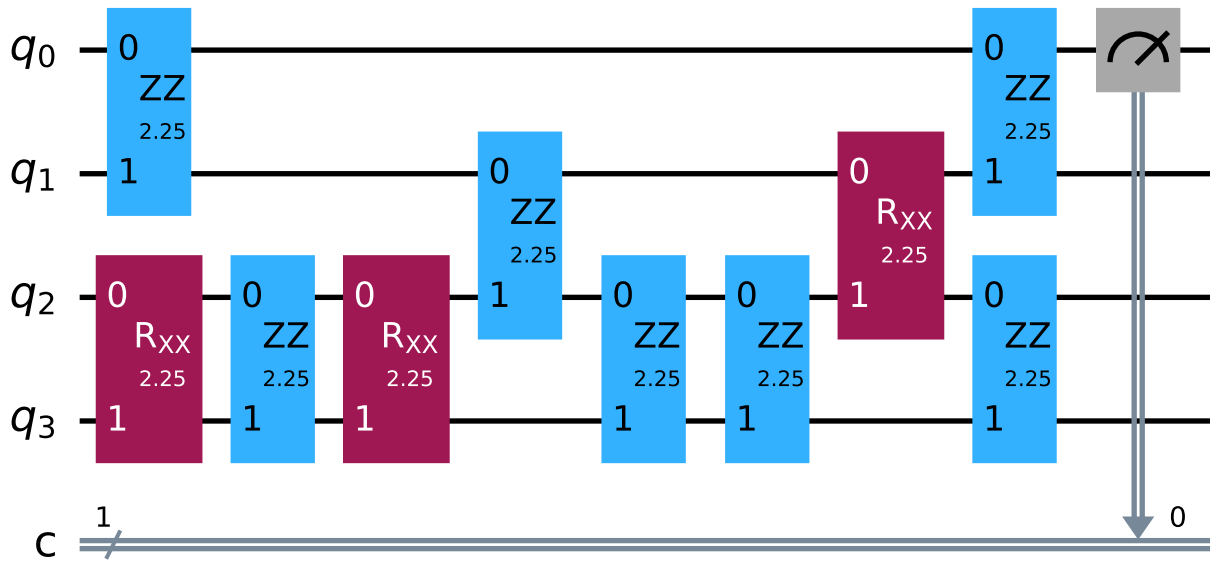 q0 0 0
ZZ ZZ
2.25 2.25
q1 1 0 0 1
ZZ RXX
2.25 2.25
q2 0 0 0 1 0 0 1 0
RXX ZZ RXX ZZ ZZ ZZ
2.25 2.25 2.25 2.25 2.25 2.25
q3 1 1 1 1 1 1
1 0
c